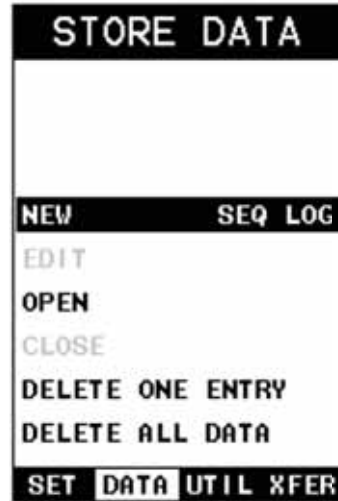 STORE DATA
NEW SEQ LOG
EDIT
OPEN
CLOSE
DELETE ONE ENTRY
DELETE ALL DATA
SET DATA UTIL XFER